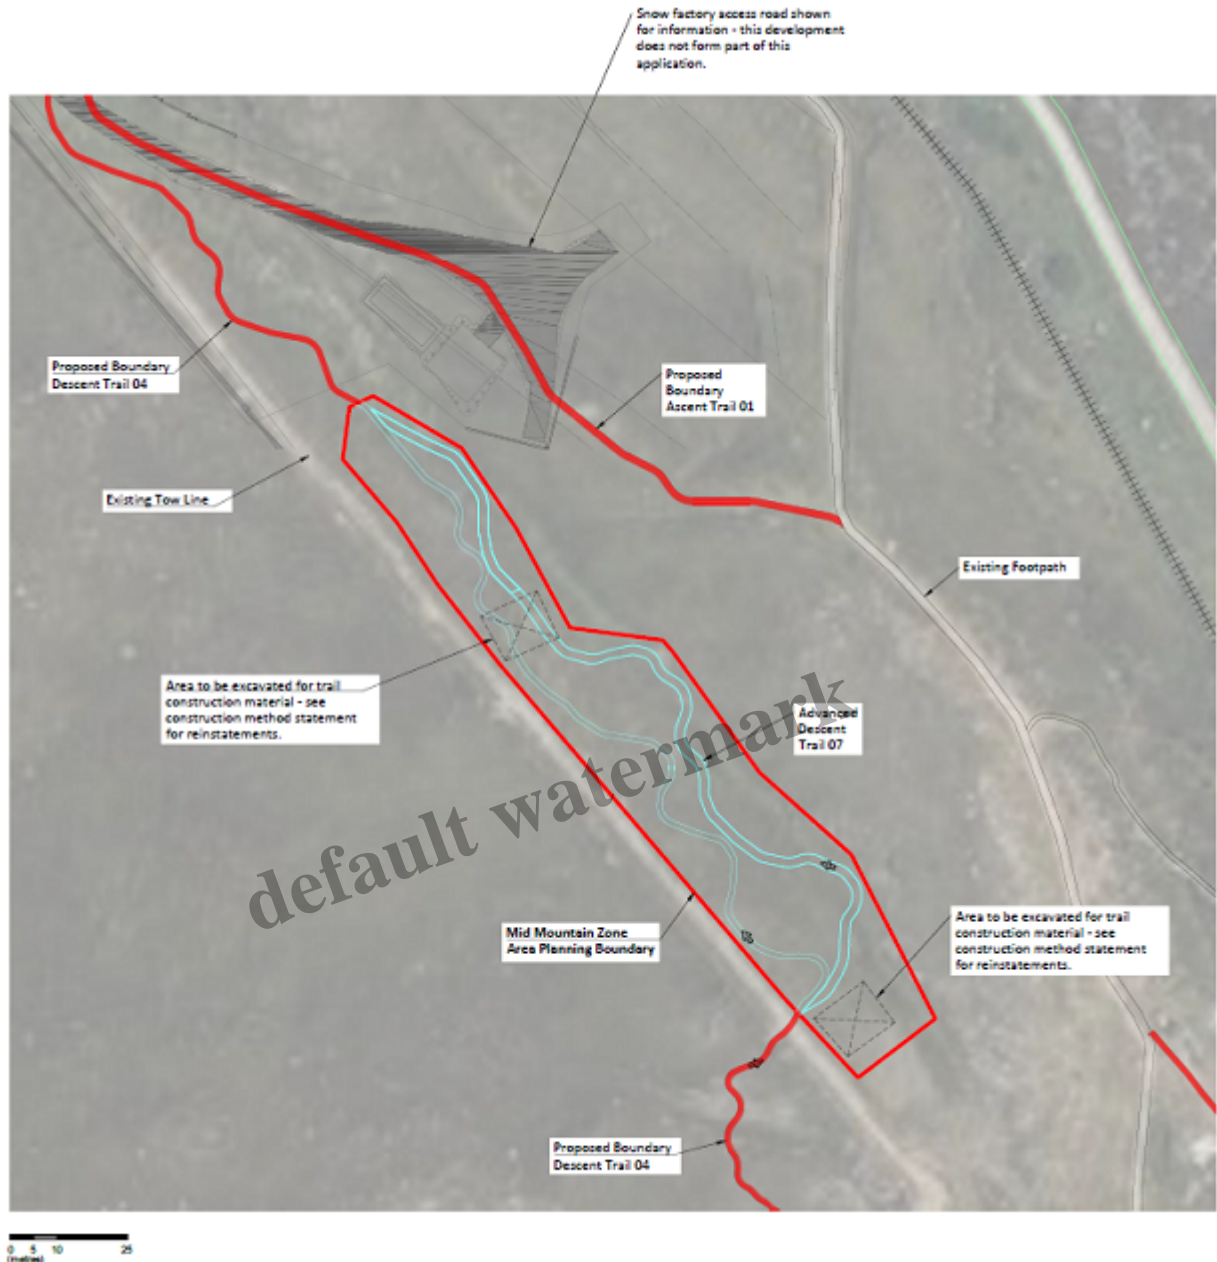 Snow factory access road shown
for information - this development
does not form part of this
application.
Proposed Boundary
Descent Trail 04
Proposed
Boundary
Ascent Trail 01
Existing Tow Line
Existing Footpath
Area to be excavated for trail
construction material - see
construction method statement
for reinstatements.
Advanced
Descent
Trail 07
default watermark
Mid Mountain Zone
Area Planning Boundary
Area to be excavated for trail
construction material - see
construction method statement
for reinstatements.
Proposed Boundary
Descent Trail 04
0 5 10 25
(metres)